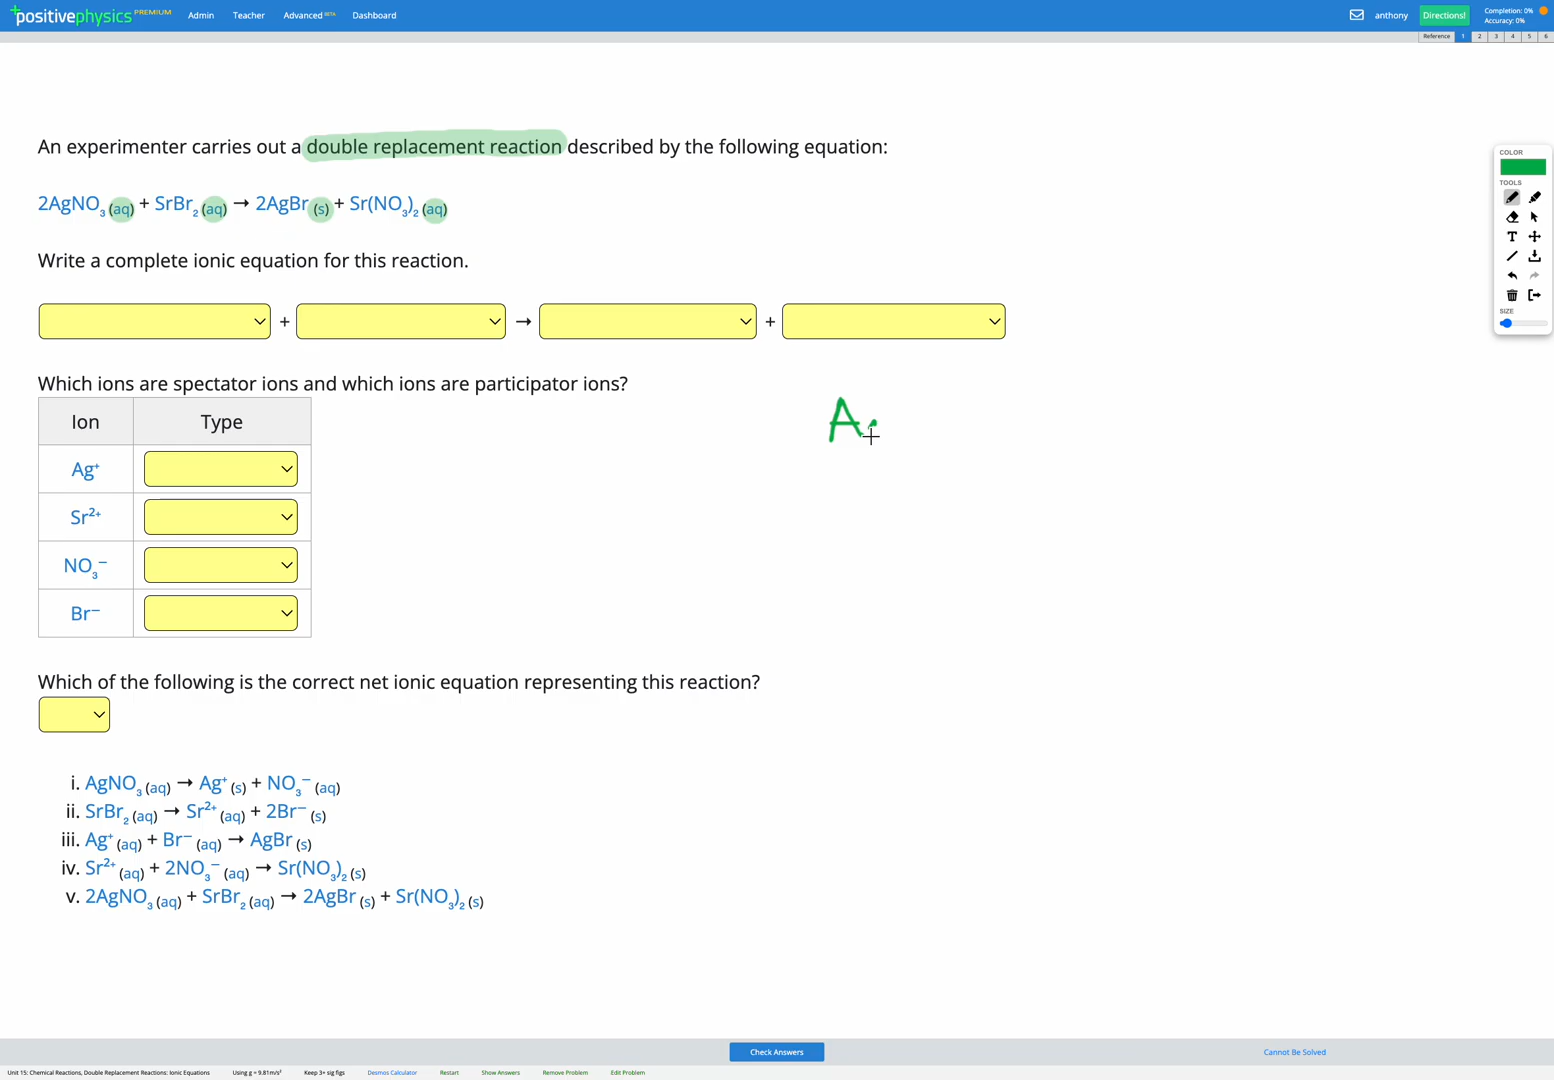 +positivephysics PREMIUM Admin Teacher Advanced BETA Dashboard anthony Directions! Completion: 0%
Accuracy: 0%
Reference 1 2 3 4 5 6
An experimenter carries out a double replacement reaction described by the following equation:
COLOR
TOOLS
2AgNO₃ (aq) + SrBr₂ (aq) → 2AgBr (s) + Sr(NO₃)₂ (aq)
T
Write a complete ionic equation for this reaction.
SIZE
+ → +
Which ions are spectator ions and which ions are participator ions?
Ion Type
Ag⁺
Sr²⁺
NO₃⁻
Br⁻
Which of the following is the correct net ionic equation representing this reaction?
i. AgNO₃ (aq) → Ag⁺ (s) + NO₃⁻ (aq)
ii. SrBr₂ (aq) → Sr²⁺ (aq) + 2Br⁻ (s)
iii. Ag⁺ (aq) + Br⁻ (aq) → AgBr (s)
iv. Sr²⁺ (aq) + 2NO₃⁻ (aq) → Sr(NO₃)₂ (s)
v. 2AgNO₃ (aq) + SrBr₂ (aq) → 2AgBr (s) + Sr(NO₃)₂ (s)
Check Answers Cannot Be Solved
Unit 15: Chemical Reactions, Double Replacement Reactions: Ionic Equations Using g = 9.81m/s² Keep 3+ sig figs Desmos Calculator Restart Show Answers Remove Problem Edit Problem